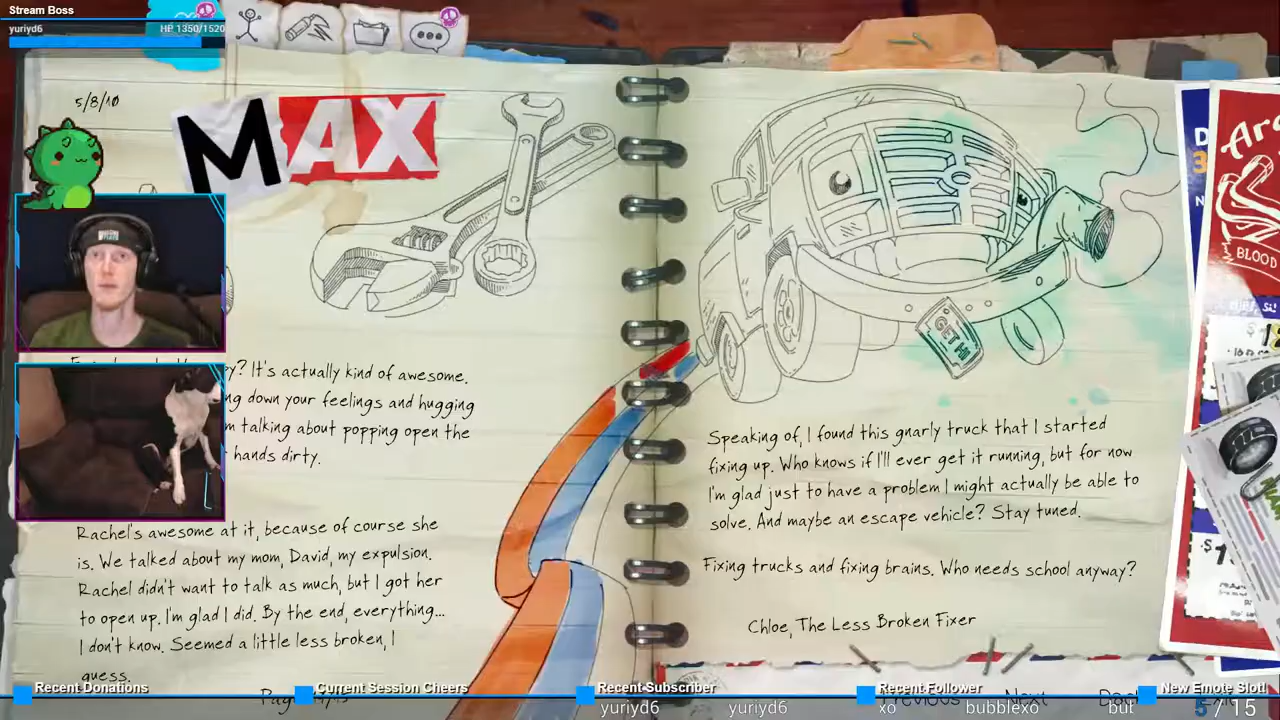 Stream Boss
yuriyd6
HP 1350/1520
5/8/10
MAX
y? It's actually kind of awesome.
ng down your feelings and hugging
m talking about popping open the
hands dirty.
Rachel's awesome at it, because of course she
is. We talked about my mom, David, my expulsion.
Rachel didn't want to talk as much, but I got her
to open up. I'm glad I did. By the end, everything...
I don't know. Seemed a little less broken, I
guess.
GET
Speaking of, I found this gnarly truck that I started
fixing up. Who knows if I'll ever get it running, but for now
I'm glad just to have a problem I might actually be able to
solve. And maybe an escape vehicle? Stay tuned.
Fixing trucks and fixing brains. Who needs school anyway?
Chloe, The Less Broken Fixer
BLOOD
Recent Donations
Current Session Cheers
Recent Subscriber
yuriyd6 yuriyd6
Recent Follower
xo bubblexo but
New Emote Slot!
5 / 15
Next